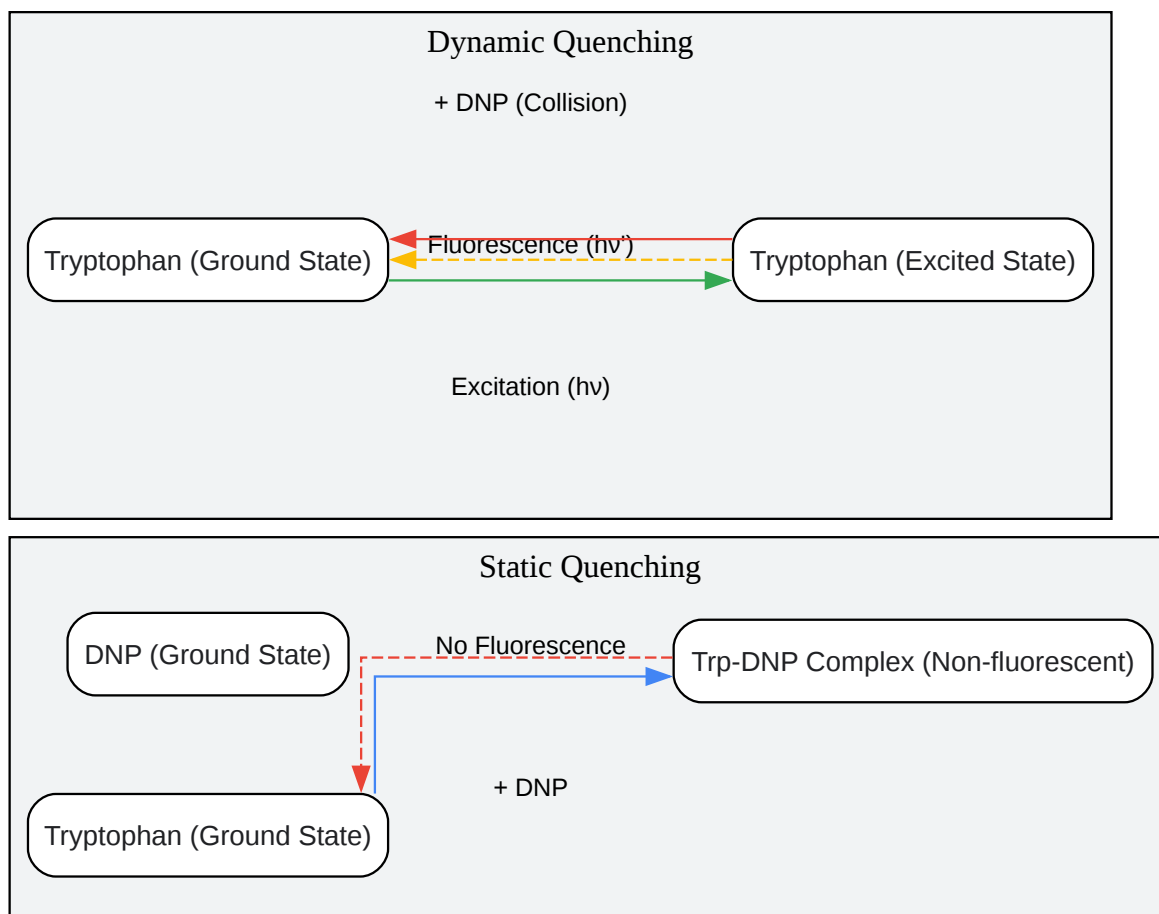 Dynamic Quenching
+ DNP (Collision)
Tryptophan (Ground State)
Fluorescence (hν')
Tryptophan (Excited State)
Excitation (hν)
Static Quenching
DNP (Ground State)
No Fluorescence
Trp-DNP Complex (Non-fluorescent)
+ DNP
Tryptophan (Ground State)